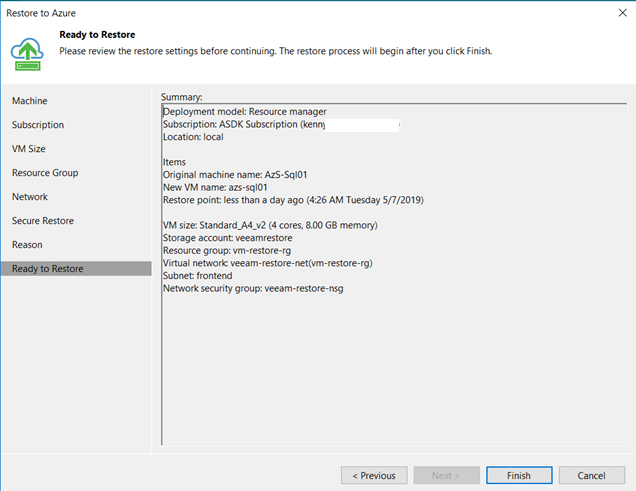 Restore to Azure
Ready to Restore
Please review the restore settings before continuing. The restore process will begin after you click Finish.
Machine
Subscription
VM Size
Resource Group
Network
Secure Restore
Reason
Ready to Restore
Summary:
Deployment model: Resource manager
Subscription: ASDK Subscription (kenny
Location: local
Items
Original machine name: AzS-Sql01
New VM name: azs-sql01
Restore point: less than a day ago (4:26 AM Tuesday 5/7/2019)
VM size: Standard_A4_v2 (4 cores, 8.00 GB memory)
Storage account: veeamrestore
Resource group: vm-restore-rg
Virtual network: veeam-restore-net(vm-restore-rg)
Subnet: frontend
Network security group: veeam-restore-nsg
< Previous
Next >
Finish
Cancel